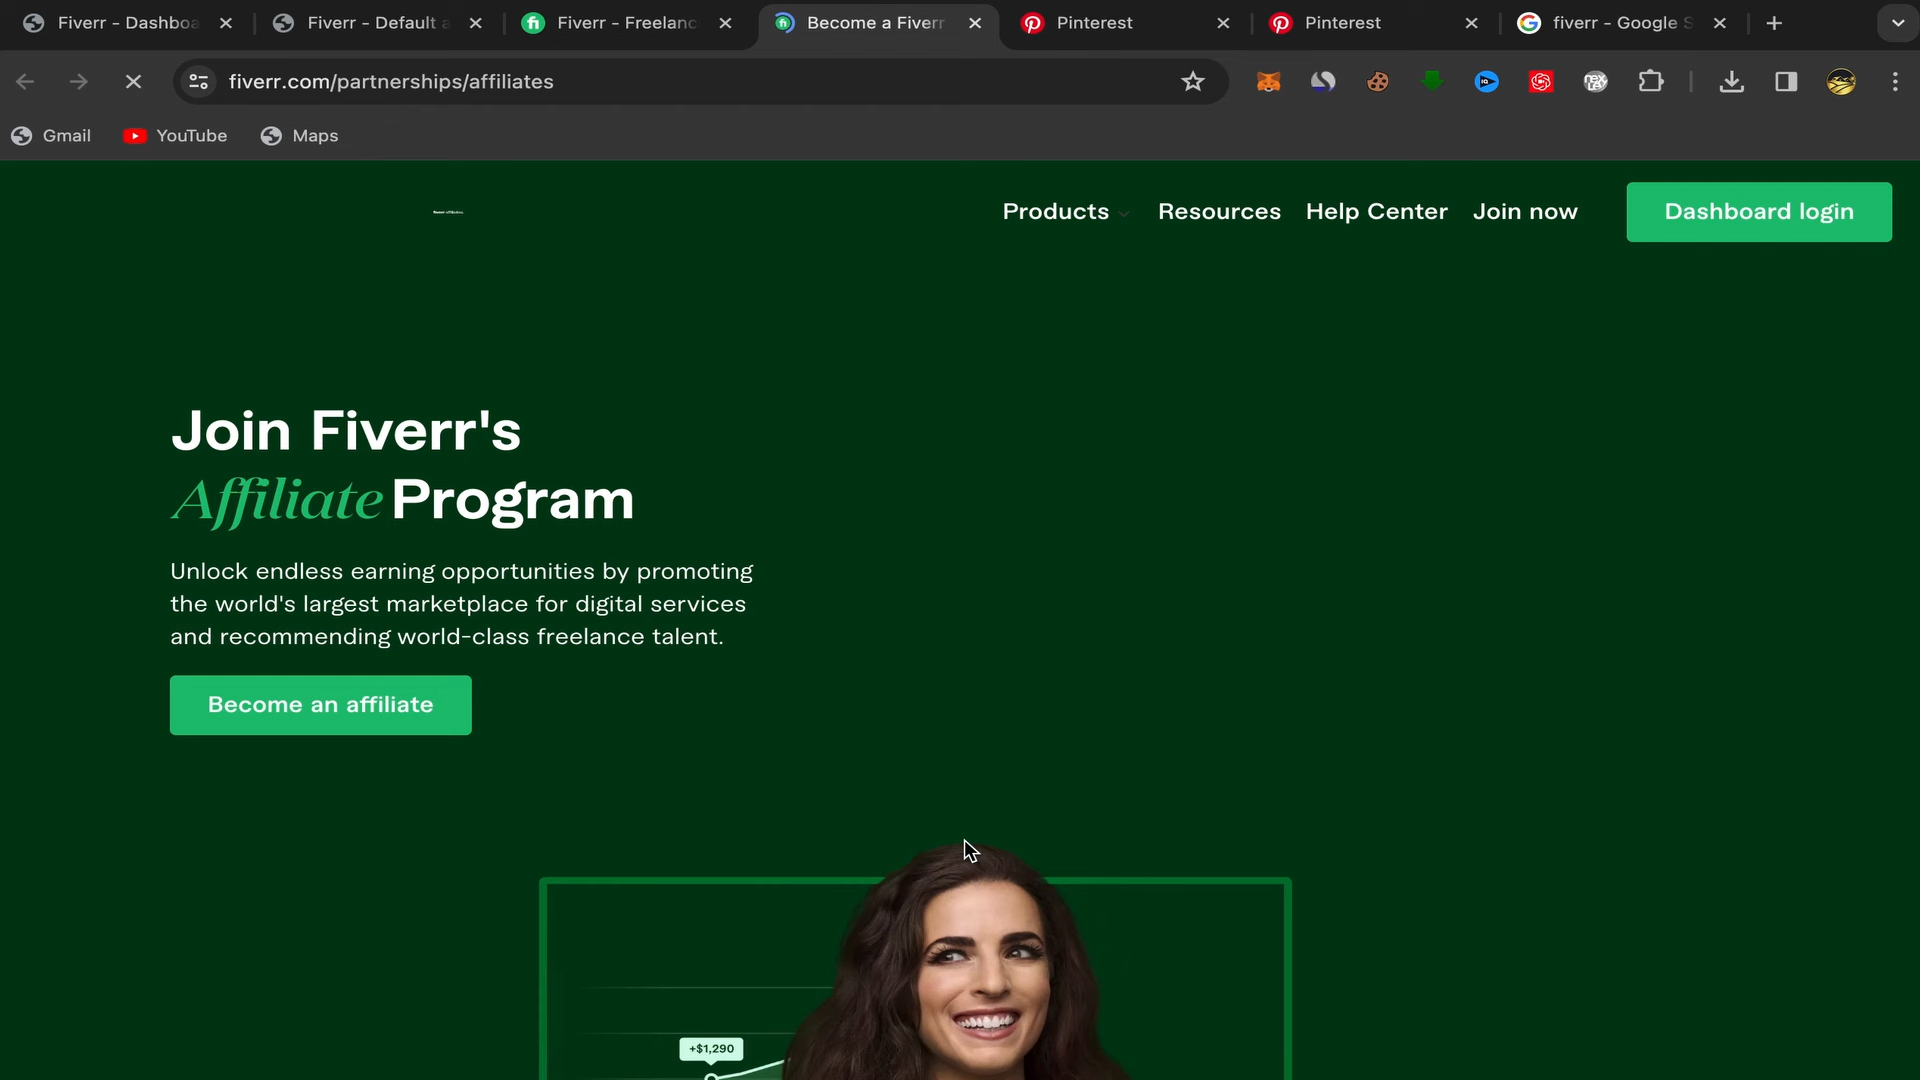 Fiverr - Dashboa
Fiverr - Default a
Fiverr - Freelanc
Become a Fiverr
Pinterest
Pinterest
fiverr - Google S
fiverr.com/partnerships/affiliates
Gmail
YouTube
Maps
Products
Resources
Help Center
Join now
Dashboard login
Join Fiverr's
Affiliate Program
Unlock endless earning opportunities by promoting
the world's largest marketplace for digital services
and recommending world-class freelance talent.
Become an affiliate
+$1,290